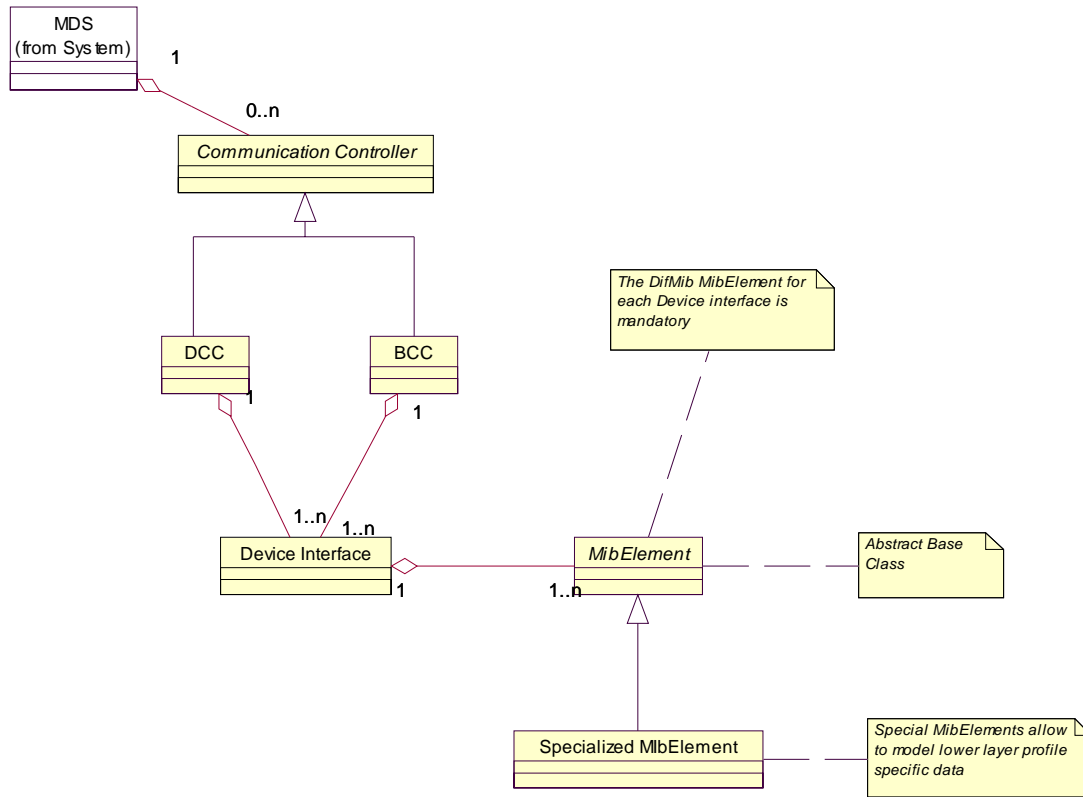 MDS
(from System)
1
0..n
Communication Controller
The DifMib MibElement for
each Device interface is
mandatory
DCC
BCC
1
1
1..n
1..n
Device Interface
MibElement
Abstract Base
Class
1
1..n
Specialized MIbElement
Special MibElements allow
to model lower layer profile
specific data